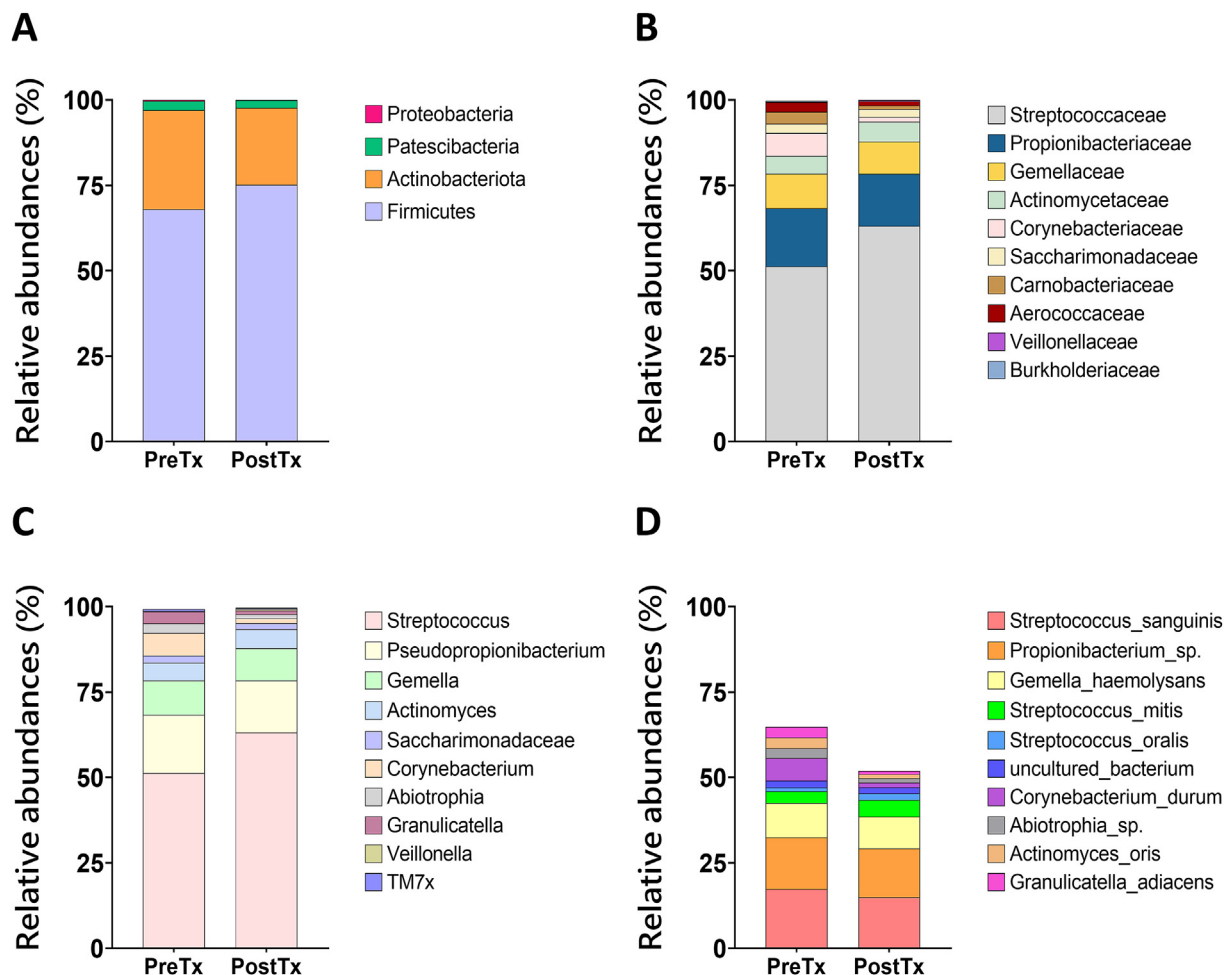 A
Relative abundances (%)
100
75
50
25
0
PreTx PostTx
Proteobacteria
Patescibacteria
Actinobacteriota
Firmicutes
B
Relative abundances (%)
100
75
50
25
0
PreTx PostTx
Streptococcaceae
Propionibacteriaceae
Gemellaceae
Actinomycetaceae
Corynebacteriaceae
Saccharimonadaceae
Carnobacteriaceae
Aerococcaceae
Veillonellaceae
Burkholderiaceae
C
Relative abundances (%)
100
75
50
25
0
PreTx PostTx
Streptococcus
Pseudopropionibacterium
Gemella
Actinomyces
Saccharimonadaceae
Corynebacterium
Abiotrophia
Granulicatella
Veillonella
TM7x
D
Relative abundances (%)
100
75
50
25
0
PreTx PostTx
Streptococcus_sanguinis
Propionibacterium_sp.
Gemella_haemolysans
Streptococcus_mitis
Streptococcus_oralis
uncultured_bacterium
Corynebacterium_durum
Abiotrophia_sp.
Actinomyces_oris
Granulicatella_adiacens